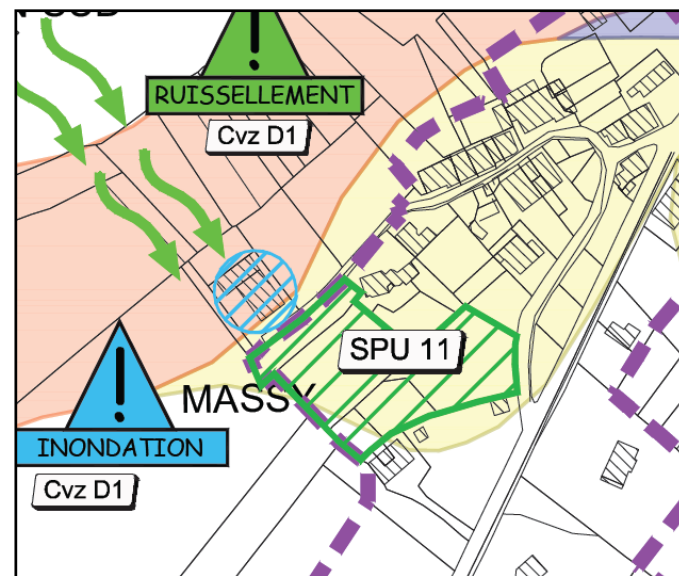 RUISSELLEMENT
Cvz D1
SPU 11
MASSY
INONDATION
Cvz D1